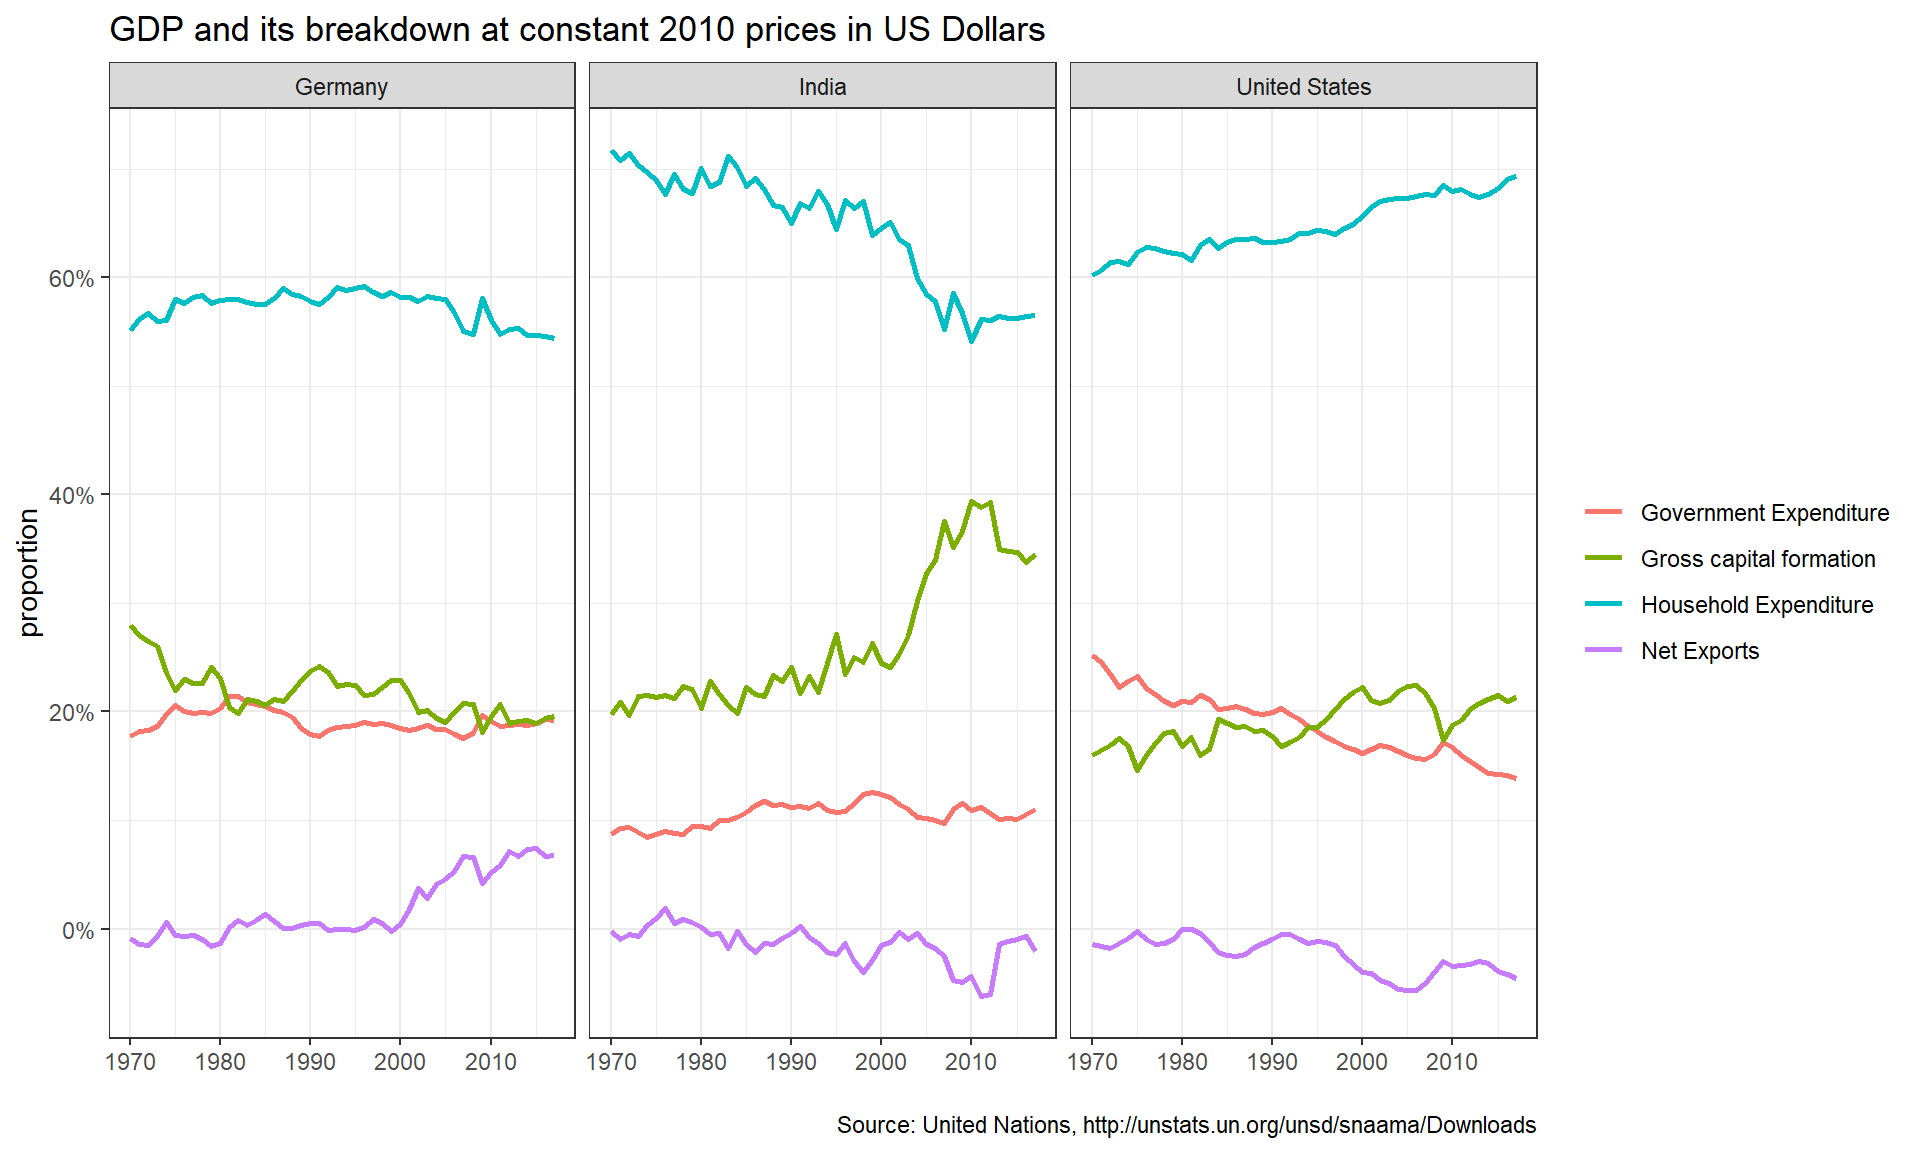 GDP and its breakdown at constant 2010 prices in US Dollars
Germany
India
United States
proportion
60%
40%
20%
0%
1970 1980 1990 2000 2010
1970 1980 1990 2000 2010
1970 1980 1990 2000 2010
Government Expenditure
Gross capital formation
Household Expenditure
Net Exports
Source: United Nations, http://unstats.un.org/unsd/snaama/Downloads